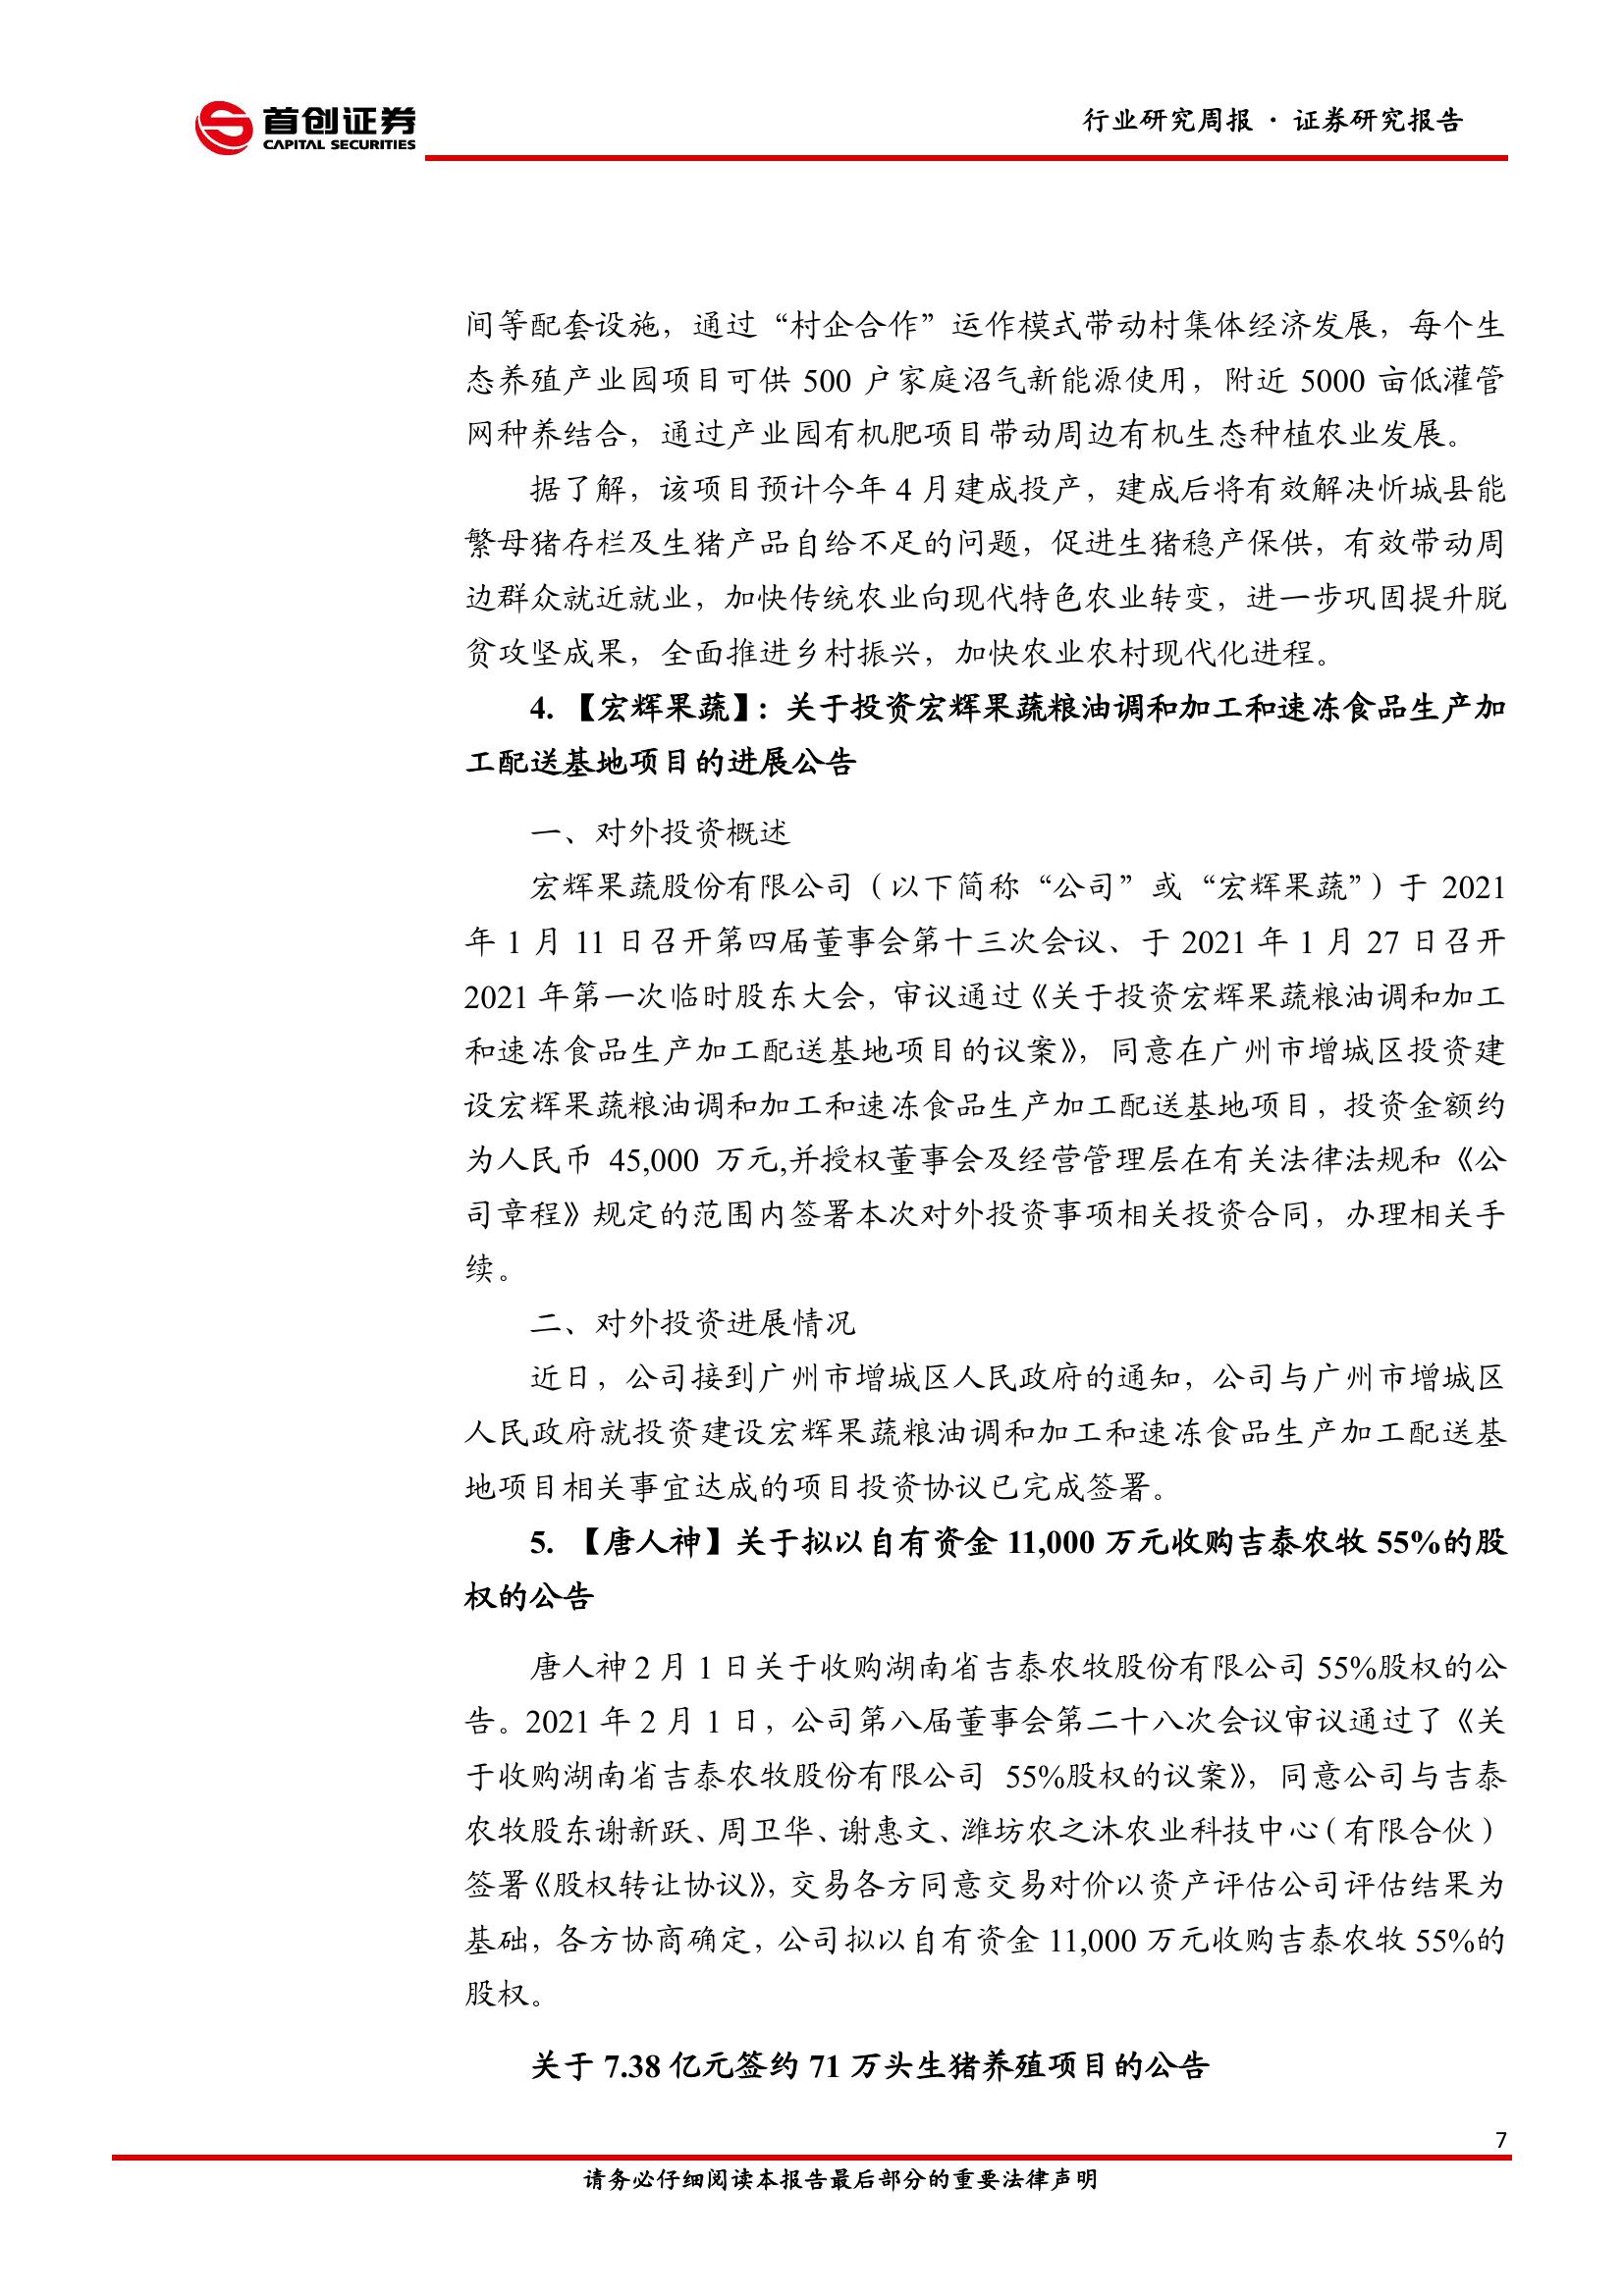 首创证券
CAPITAL SECURITIES
行业研究周报 · 证券研究报告
间等配套设施，通过“村企合作”运作模式带动村集体经济发展，每个生
态养殖产业园项目可供 500 户家庭沼气新能源使用，附近 5000 亩低灌管
网种养结合，通过产业园有机肥项目带动周边有机生态种植农业发展。
据了解，该项目预计今年 4 月建成投产，建成后将有效解决忻城县能
繁母猪存栏及生猪产品自给不足的问题，促进生猪稳产保供，有效带动周
边群众就近就业，加快传统农业向现代特色农业转变，进一步巩固提升脱
贫攻坚成果，全面推进乡村振兴，加快农业农村现代化进程。
4. 【宏辉果蔬】：关于投资宏辉果蔬粮油调和加工和速冻食品生产加
工配送基地项目的进展公告
一、对外投资概述
宏辉果蔬股份有限公司（以下简称“公司”或“宏辉果蔬”）于 2021
年 1 月 11 日召开第四届董事会第十三次会议、于 2021 年 1 月 27 日召开
2021 年第一次临时股东大会，审议通过《关于投资宏辉果蔬粮油调和加工
和速冻食品生产加工配送基地项目的议案》，同意在广州市增城区投资建
设宏辉果蔬粮油调和加工和速冻食品生产加工配送基地项目，投资金额约
为人民币 45,000 万元,并授权董事会及经营管理层在有关法律法规和《公
司章程》规定的范围内签署本次对外投资事项相关投资合同，办理相关手
续。
二、对外投资进展情况
近日，公司接到广州市增城区人民政府的通知，公司与广州市增城区
人民政府就投资建设宏辉果蔬粮油调和加工和速冻食品生产加工配送基
地项目相关事宜达成的项目投资协议已完成签署。
5. 【唐人神】关于拟以自有资金 11,000 万元收购吉泰农牧 55%的股
权的公告
唐人神 2 月 1 日关于收购湖南省吉泰农牧股份有限公司 55%股权的公
告。2021 年 2 月 1 日，公司第八届董事会第二十八次会议审议通过了《关
于收购湖南省吉泰农牧股份有限公司 55%股权的议案》，同意公司与吉泰
农牧股东谢新跃、周卫华、谢惠文、潍坊农之沐农业科技中心（有限合伙）
签署《股权转让协议》，交易各方同意交易对价以资产评估公司评估结果为
基础，各方协商确定，公司拟以自有资金 11,000 万元收购吉泰农牧 55%的
股权。
关于 7.38 亿元签约 71 万头生猪养殖项目的公告
7
请务必仔细阅读本报告最后部分的重要法律声明